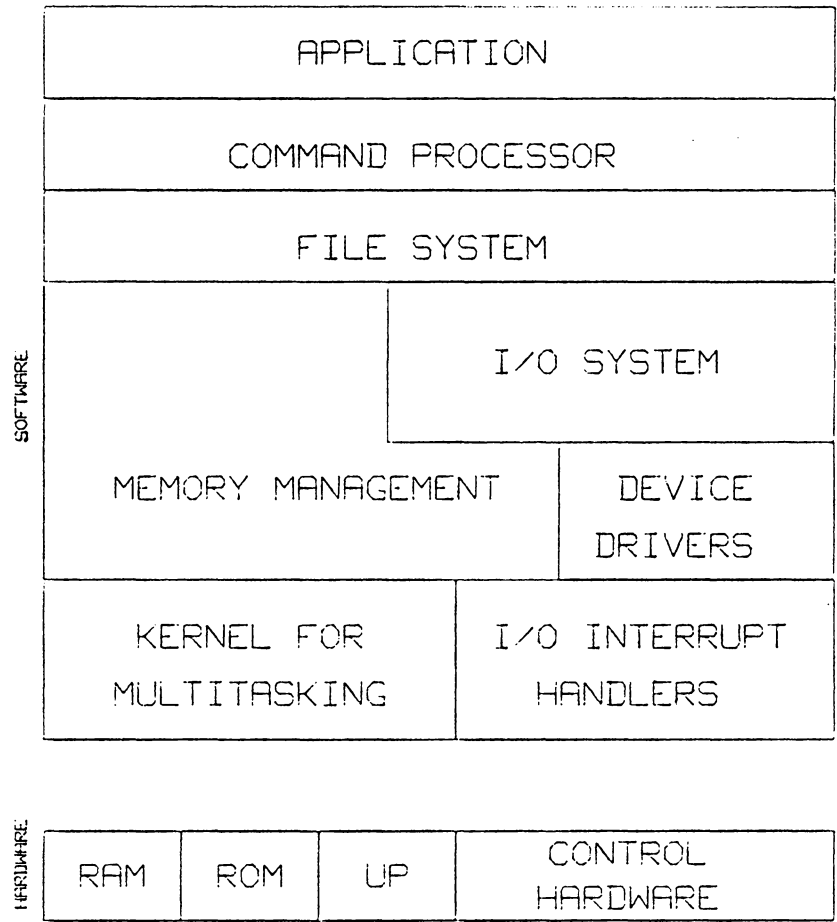 APPLICATION
COMMAND PROCESSOR
FILE SYSTEM
SOFTWARE
I/O SYSTEM
MEMORY MANAGEMENT
DEVICE
DRIVERS
KERNEL FOR
MULTITASKING
I/O INTERRUPT
HANDLERS
HARDWARE
RAM
ROM
UP
CONTROL
HARDWARE